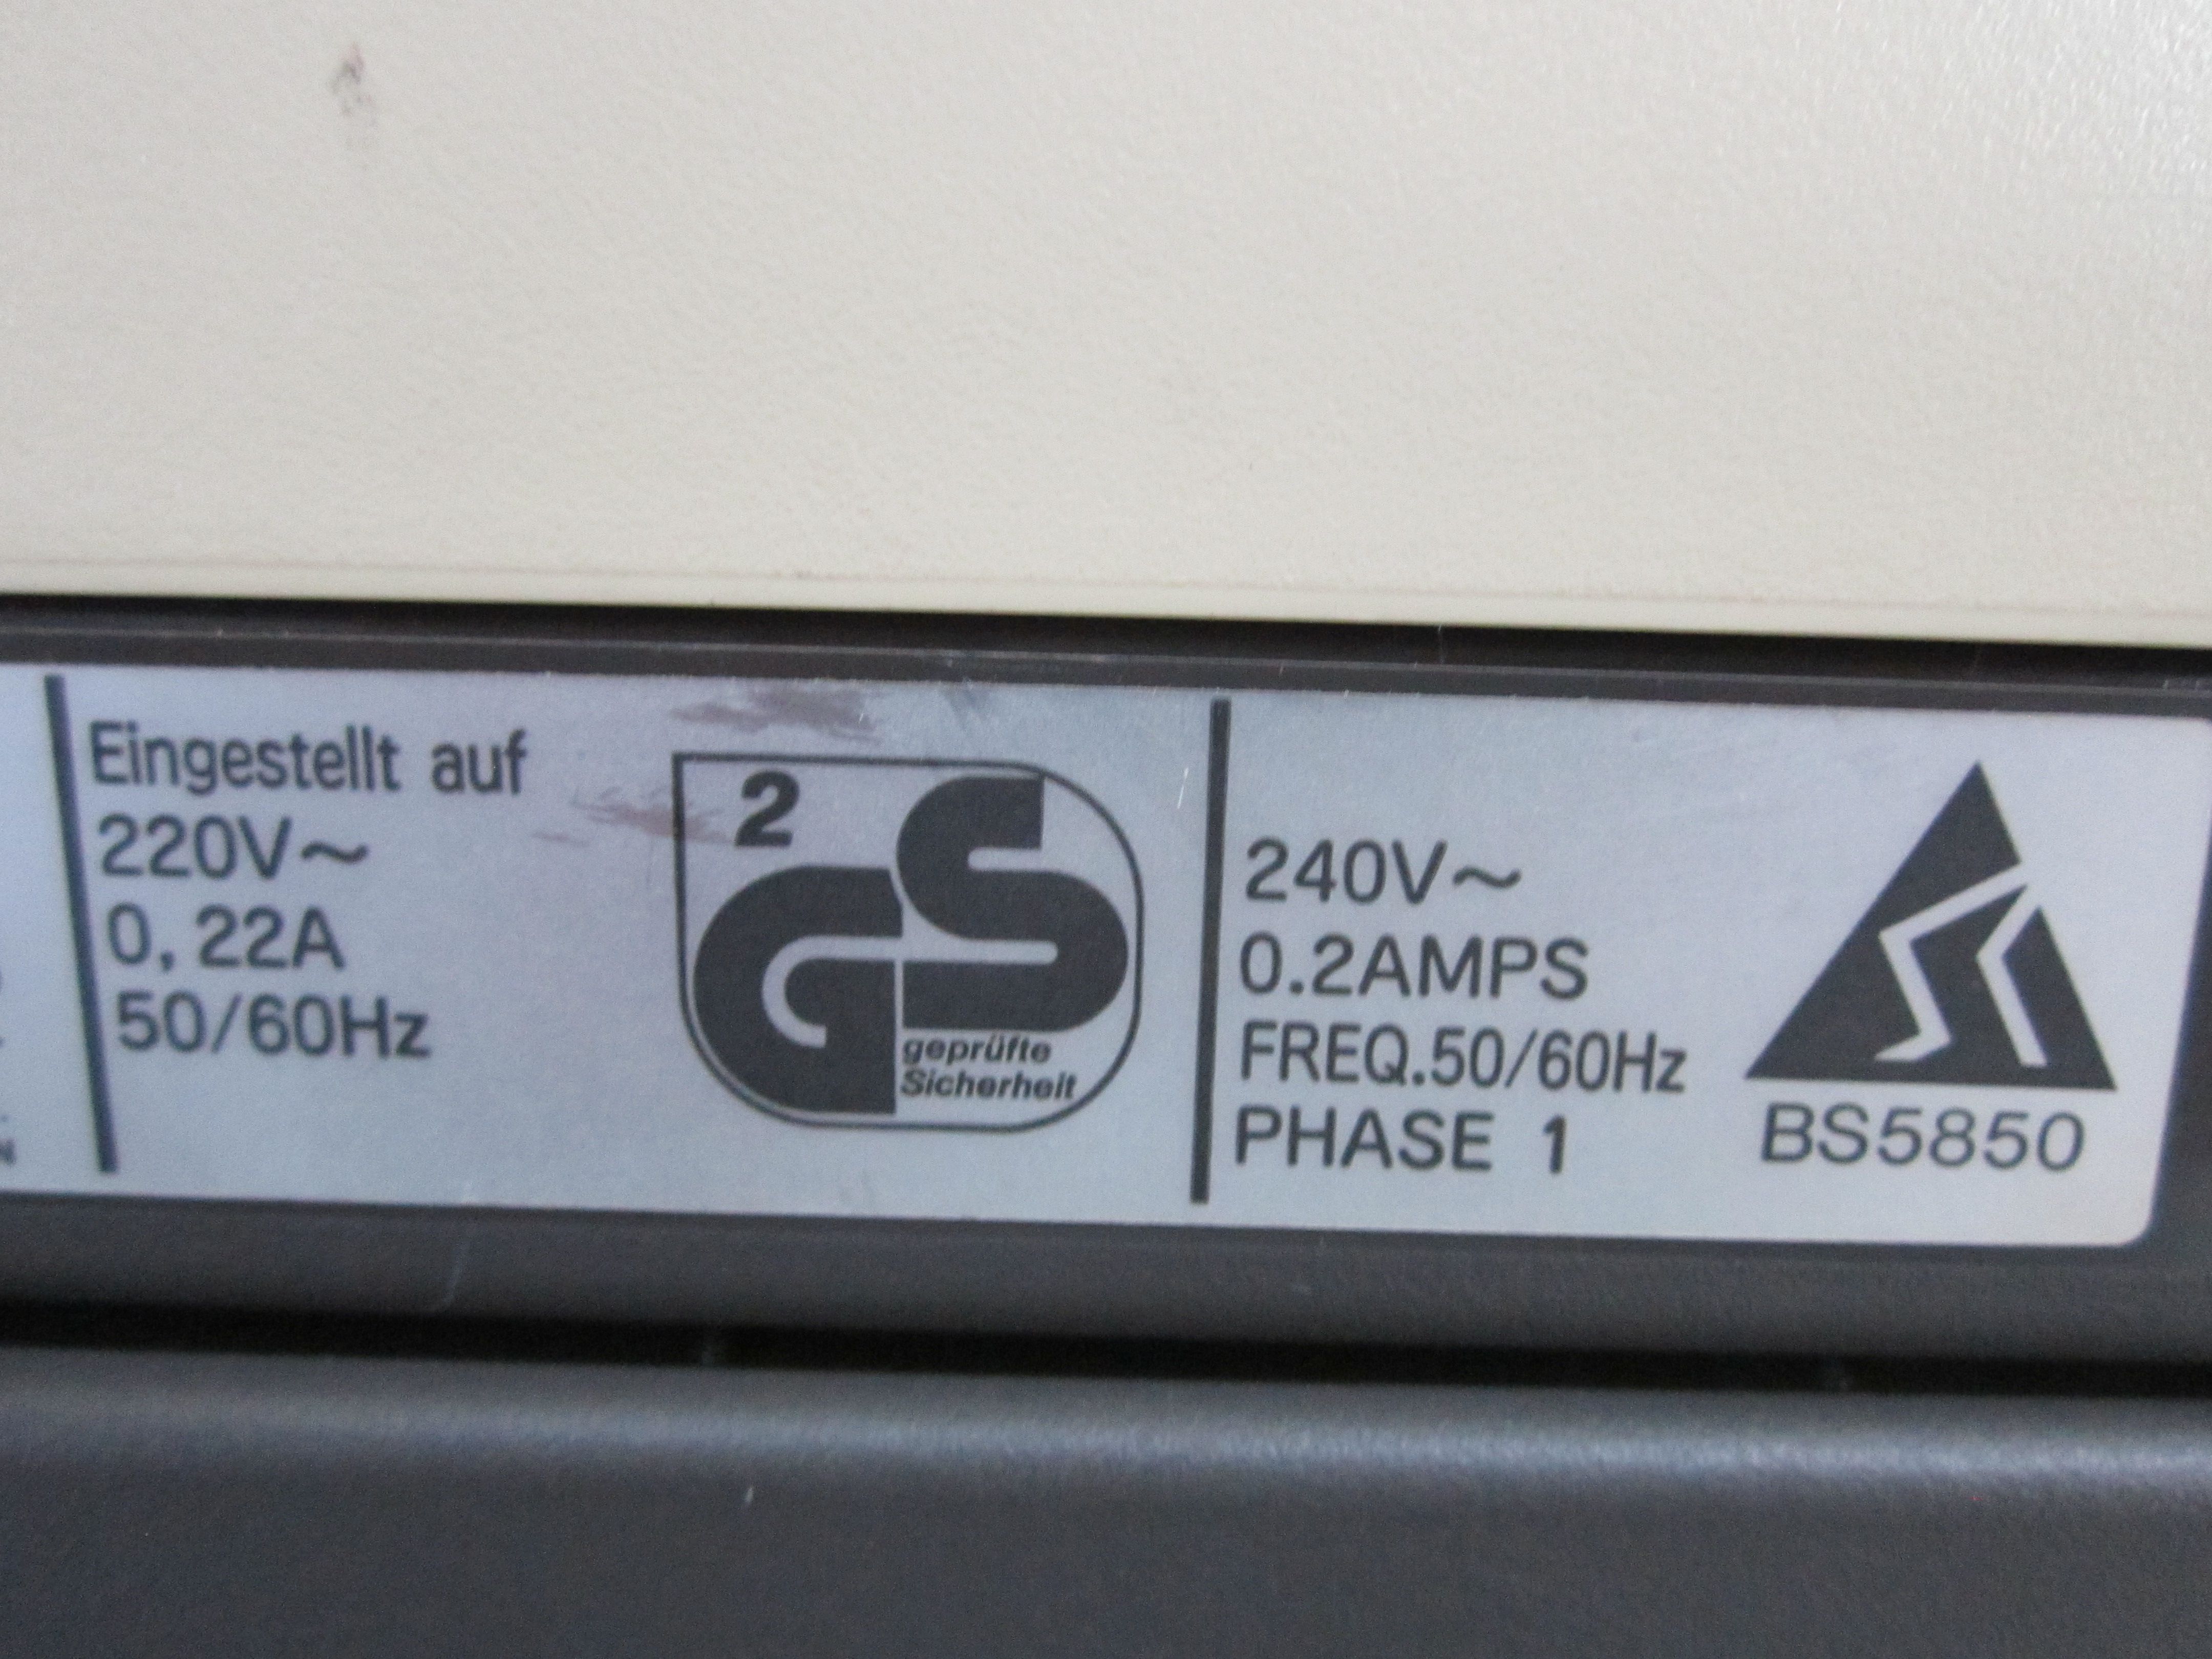 Eingestellt auf
220V~
0,22A
50/60Hz
2
GS
geprüfte
Sicherheit
240V~
0.2AMPS
FREQ.50/60Hz
PHASE 1
BS5850